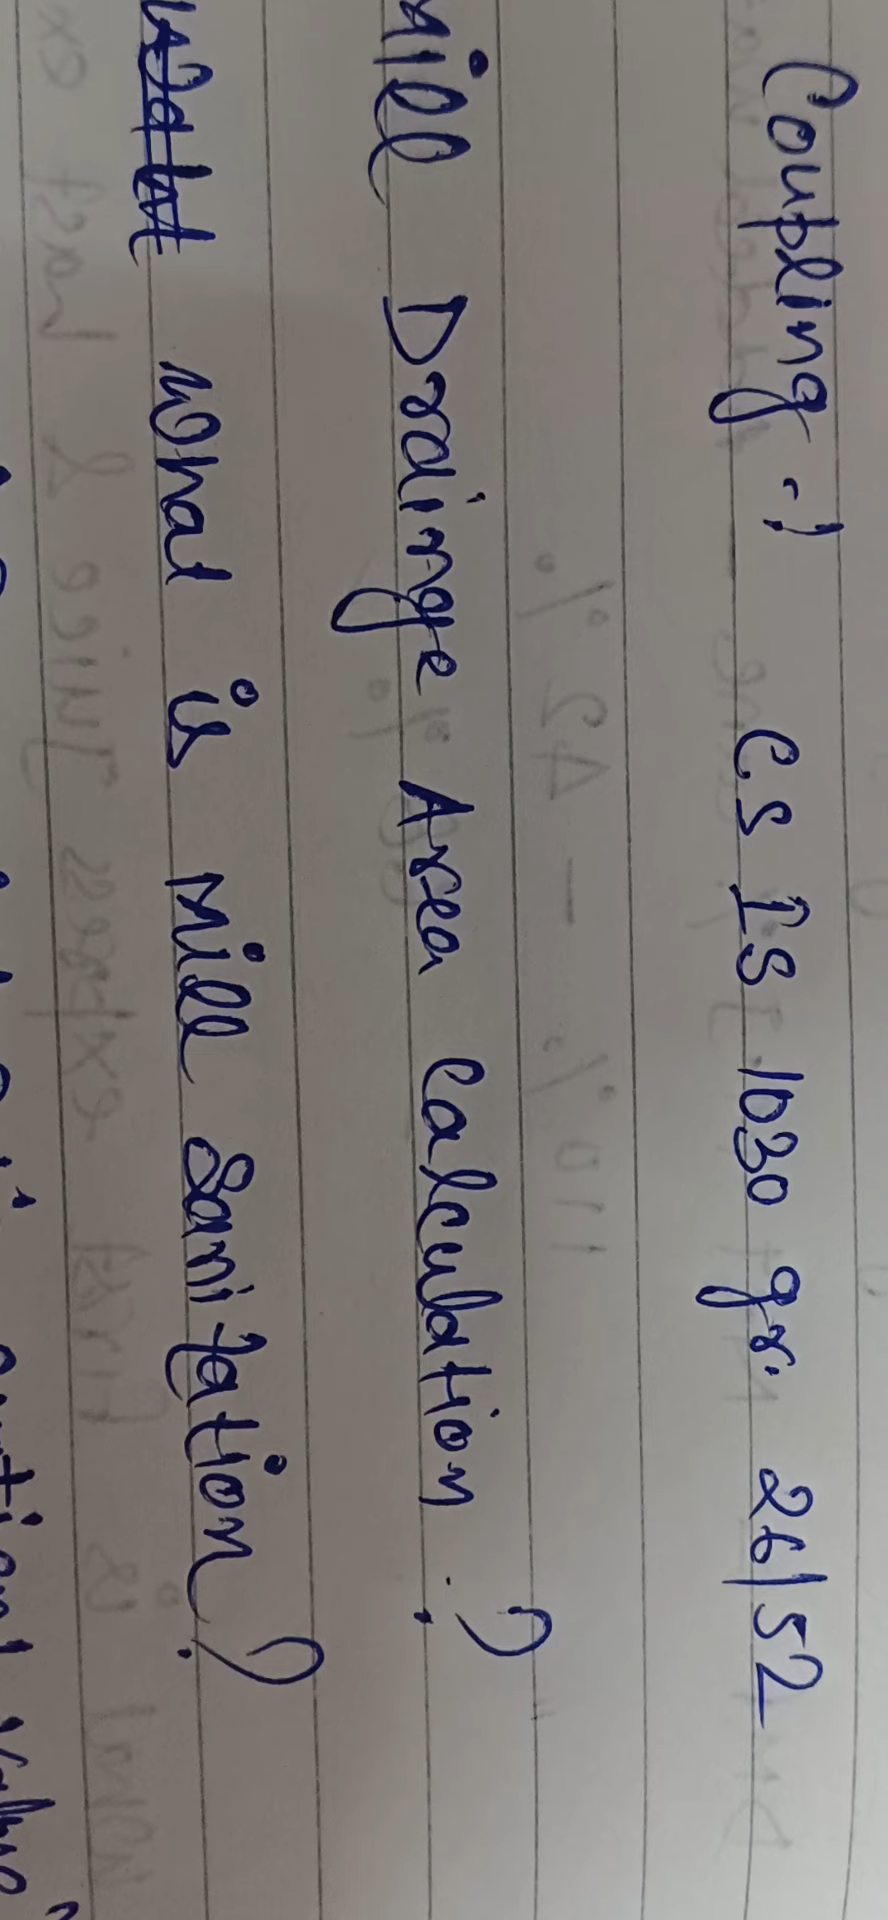 Coupling :- CS IS 1030 gr. 26/52
Mill Drainge Area Calculation ?
what is Mill Sanitation ?